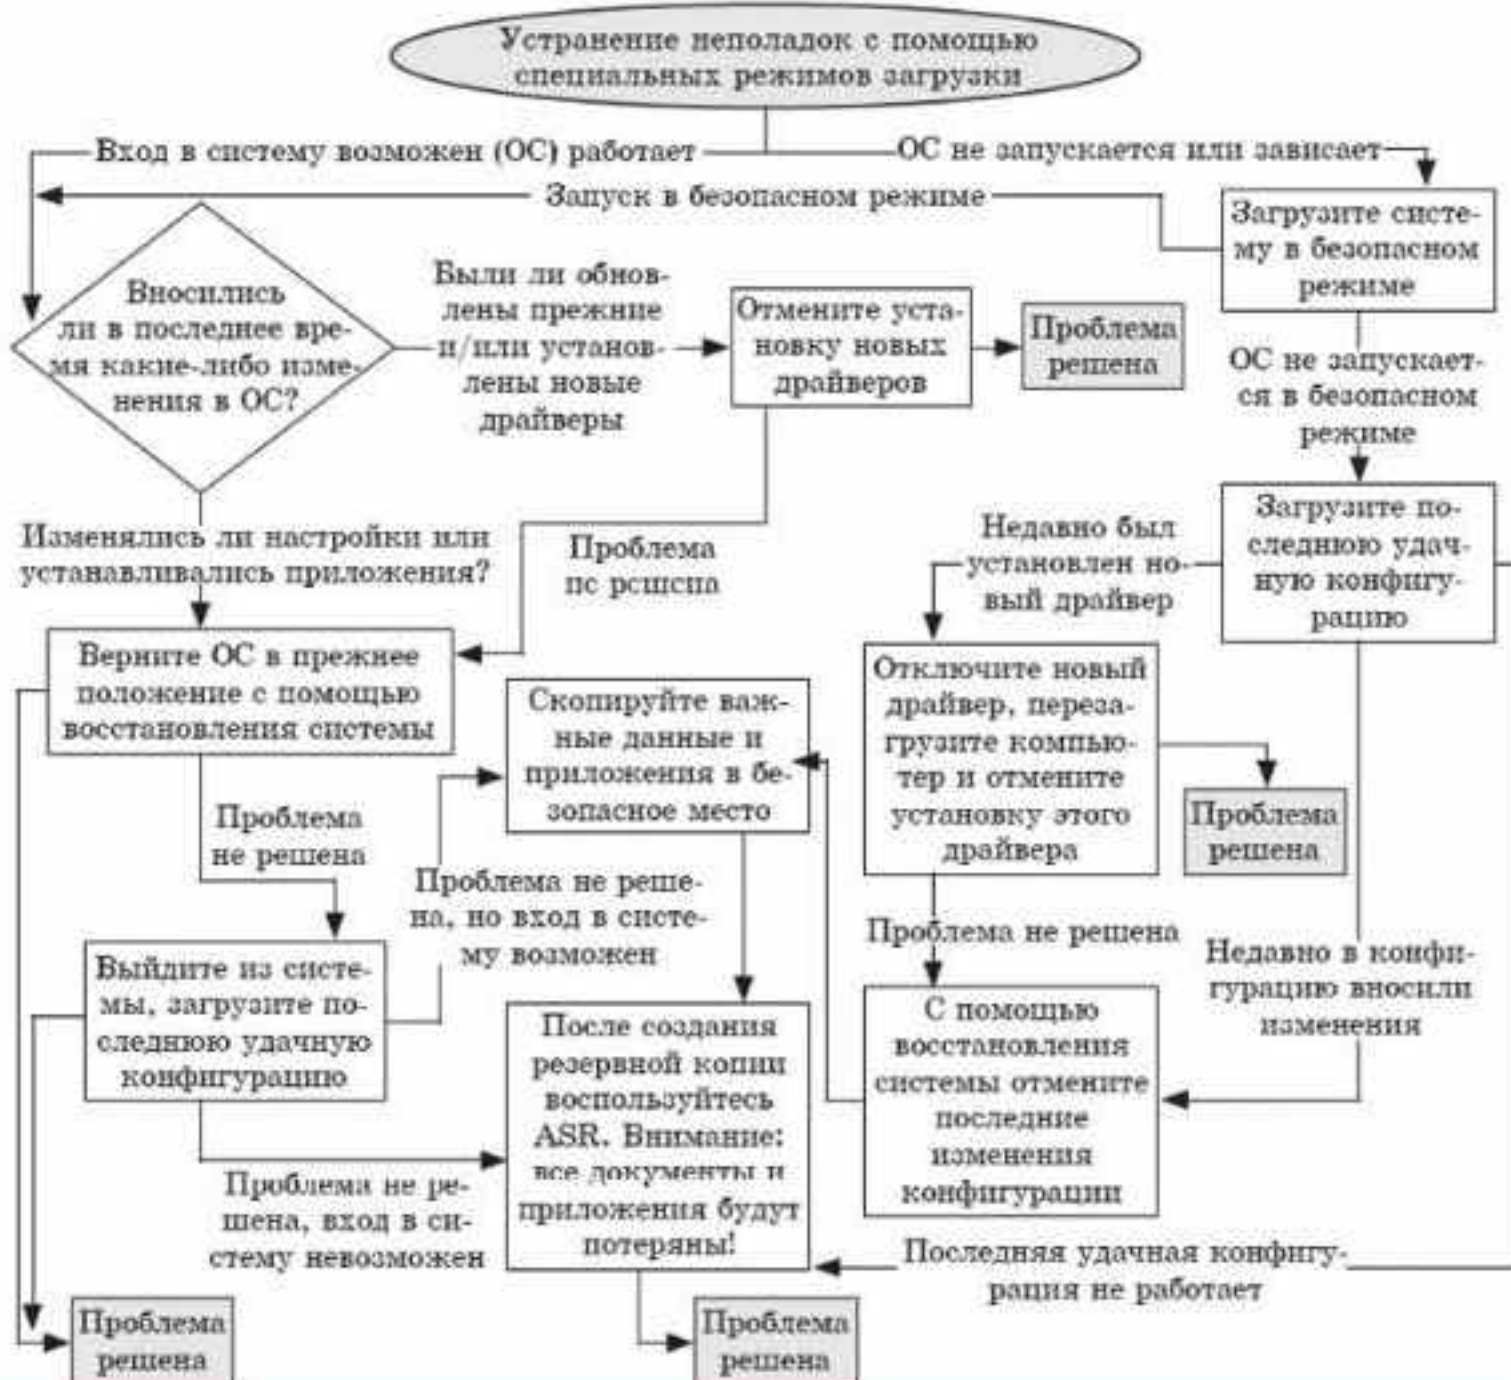 Устранение неполадок с помощью
специальных режимов загрузки
Вход в систему возможен (ОС) работает
ОС не запускается или зависает
Запуск в безопасном режиме
Загрузите систе-
му в безопасном
режиме
Вносились
ли в последнее вре-
мя какие-либо изме-
нения в ОС?
Были ли обнов-
лены прежние
и/или установ-
лены новые
драйверы
Отмените уста-
новку новых
драйверов
Проблема
решена
ОС не запускает-
ся в безопасном
режиме
Изменялись ли настройки или
устанавливались приложения?
Проблема
не решена
Недавно был
установлен но-
вый драйвер
Загрузите по-
следнюю удач-
ную конфигу-
рацию
Верните ОС в прежнее
положение с помощью
восстановления системы
Скопируйте важ-
ные данные и
приложения в бе-
зопасное место
Отключите новый
драйвер, переза-
грузите компью-
тер и отмените
установку этого
драйвера
Проблема
решена
Проблема
не решена
Проблема не реше-
на, но вход в систе-
му возможен
Проблема не решена
Недавно в конфи-
гурацию вносили
изменения
Выйдите из систе-
мы, загрузите по-
следнюю удачную
конфигурацию
После создания
резервной копии
воспользуйтесь
ASR. Внимание:
все документы и
приложения будут
потеряны!
С помощью
восстановления
системы отмените
последние
изменения
конфигурации
Проблема не ре-
шена, вход в си-
стему невозможен
Последняя удачная конфигу-
рация не работает
Проблема
решена
Проблема
решена